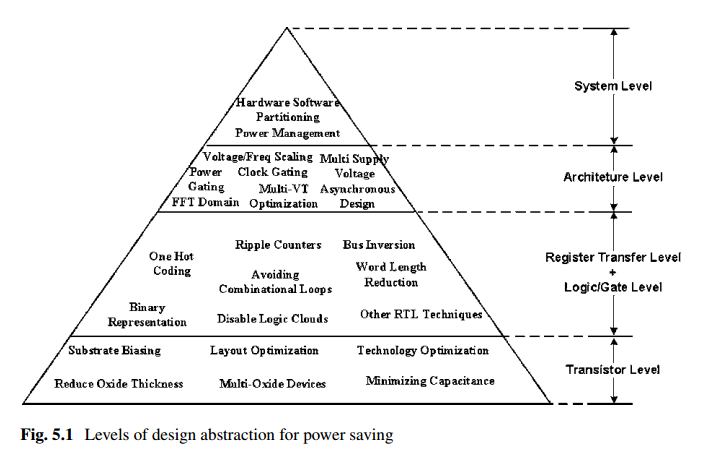 Hardware Software
Partitioning
Power Management
System Level
Voltage/Freq Scaling Multi Supply
Power Clock Gating Voltage
Gating Multi-VT Asynchronous
FFT Domain Optimization Design
Architeture Level
One Hot
Coding
Ripple Counters
Bus Inversion
Avoiding
Combinational Loops
Word Length
Reduction
Binary
Representation
Disable Logic Clouds
Other RTL Techniques
Register Transfer Level
+
Logic/Gate Level
Substrate Biasing
Layout Optimization
Technology Optimization
Reduce Oxide Thickness
Multi-Oxide Devices
Minimizing Capacitance
Transistor Level
Fig. 5.1 Levels of design abstraction for power saving